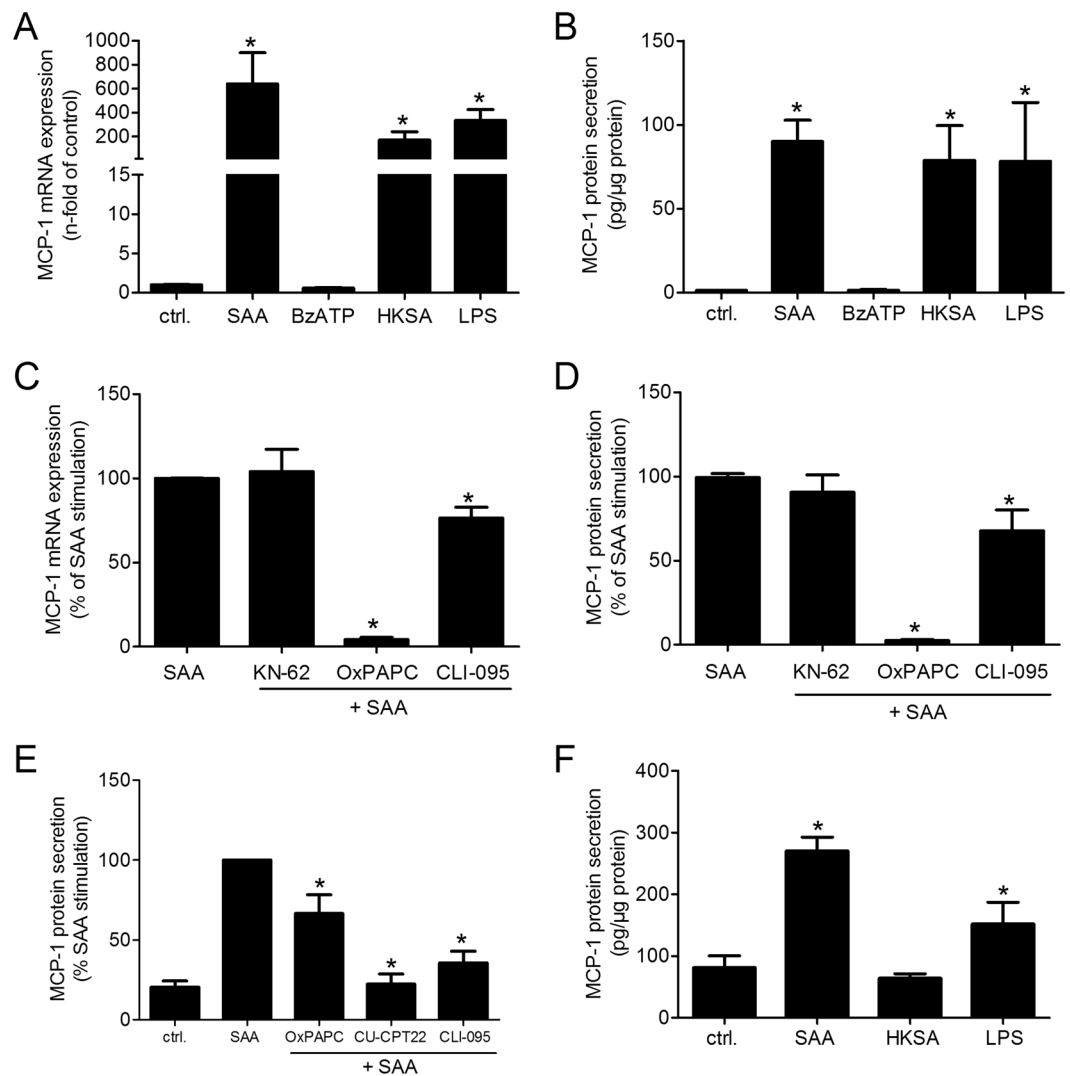 A
MCP-1 mRNA expression
(n-fold of control)
1000
800
600
400
200
15
10
5
0
*
*
*
ctrl. SAA BzATP HKSA LPS
B
MCP-1 protein secretion
(pg/µg protein)
150
100
50
0
*
*
*
ctrl. SAA BzATP HKSA LPS
C
MCP-1 mRNA expression
(% of SAA stimulation)
150
100
50
0
*
*
SAA KN-62 OxPAPC CLI-095
+ SAA
D
MCP-1 protein secretion
(% of SAA stimulation)
150
100
50
0
*
*
SAA KN-62 OxPAPC CLI-095
+ SAA
E
MCP-1 protein secretion
(% SAA stimulation)
150
100
50
0
*
*
*
ctrl. SAA OxPAPC CU-CPT22 CLI-095
+ SAA
F
MCP-1 protein secretion
(pg/µg protein)
400
300
200
100
0
*
*
ctrl. SAA HKSA LPS